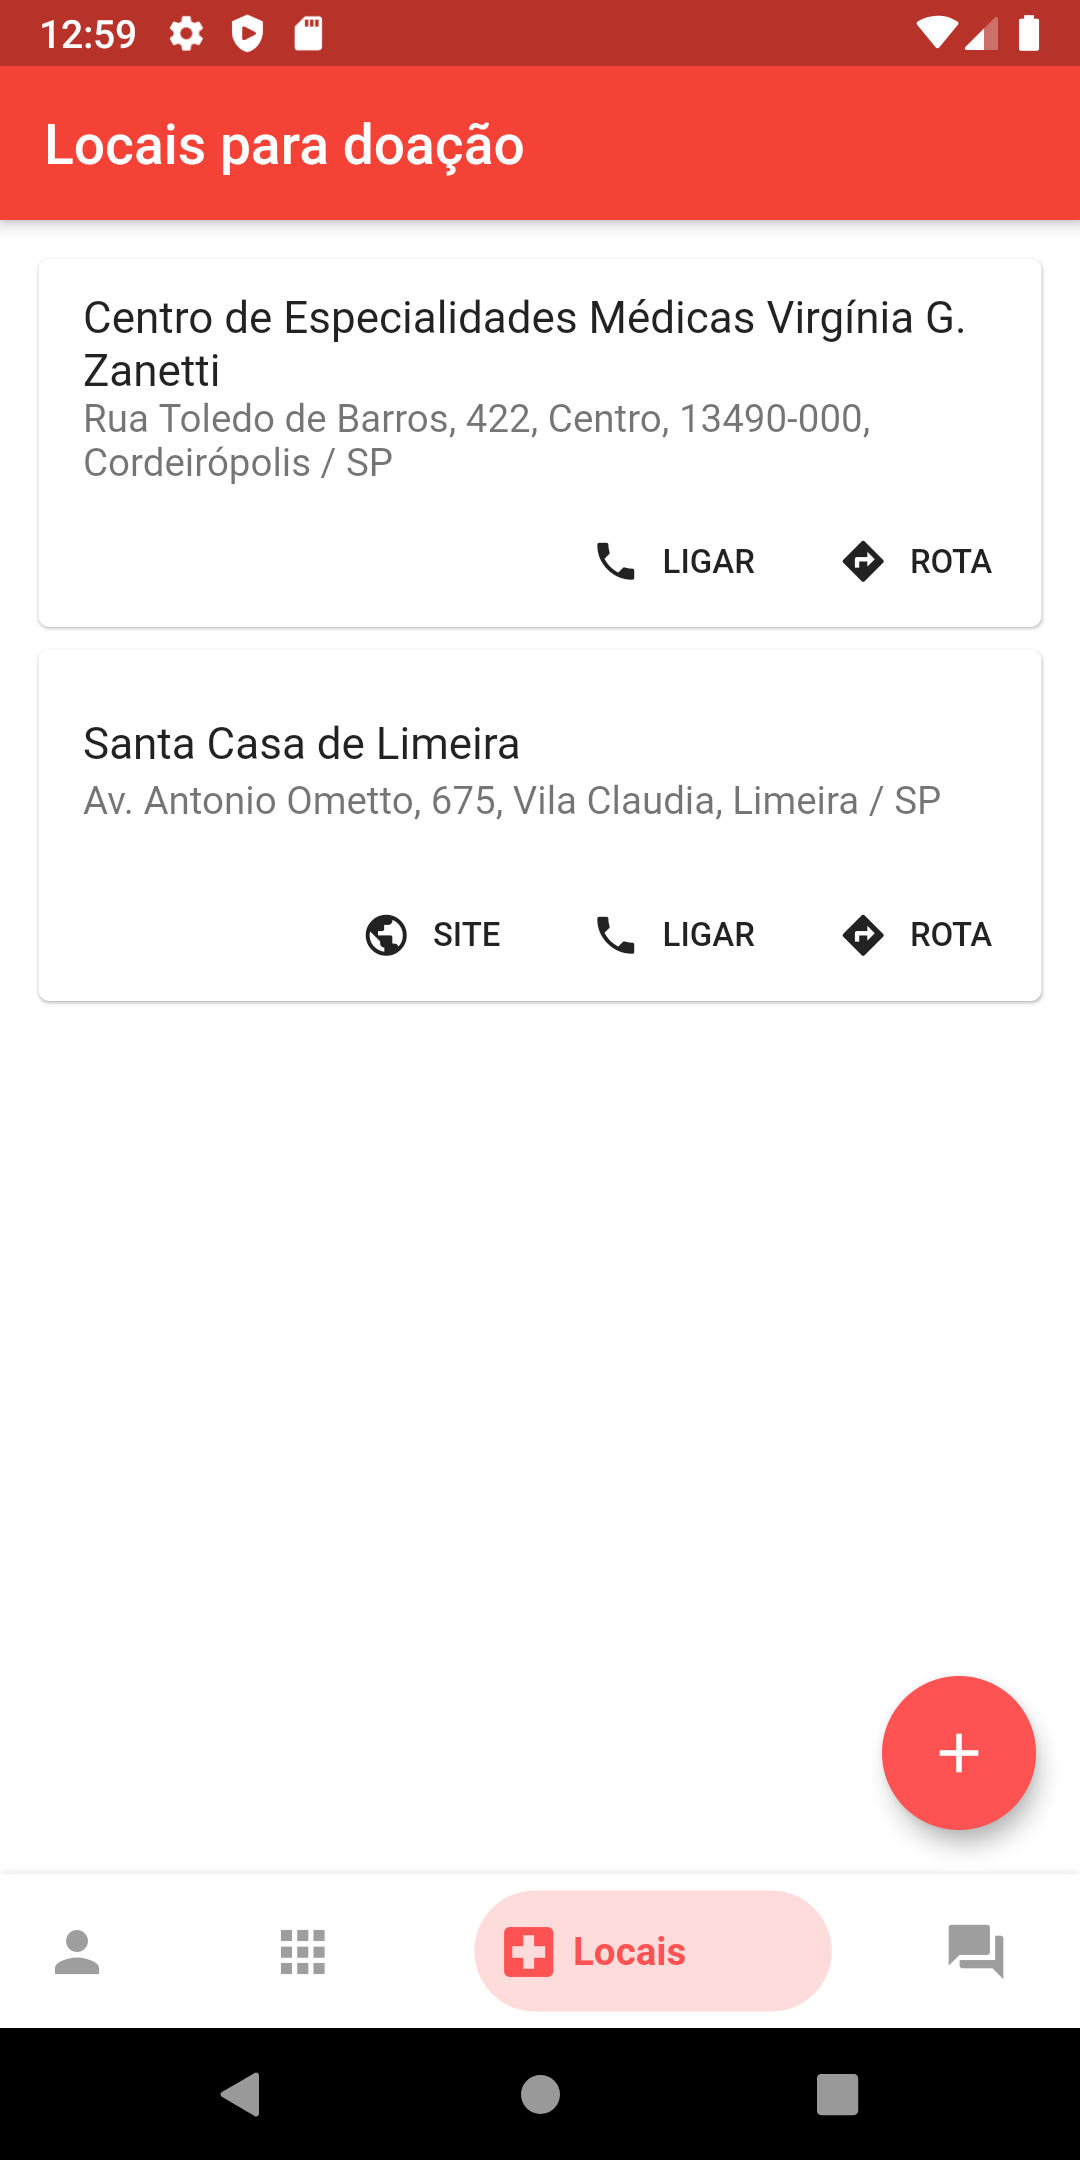 12:59
Locais para doação
Centro de Especialidades Médicas Virgínia G.
Zanetti
Rua Toledo de Barros, 422, Centro, 13490-000,
Cordeirópolis / SP
LIGAR ROTA
Santa Casa de Limeira
Av. Antonio Ometto, 675, Vila Claudia, Limeira / SP
SITE LIGAR ROTA
Locais